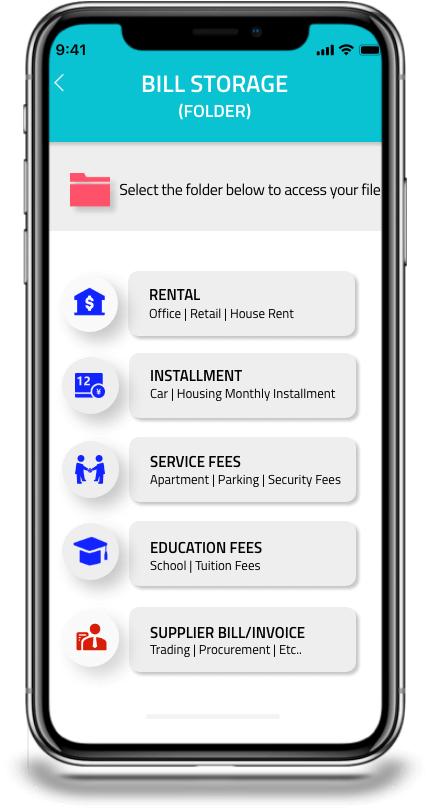 9:41
BILL STORAGE
(FOLDER)
Select the folder below to access your file
RENTAL
Office | Retail | House Rent
12
INSTALLMENT
Car | Housing Monthly Installment
SERVICE FEES
Apartment | Parking | Security Fees
EDUCATION FEES
School | Tuition Fees
SUPPLIER BILL/INVOICE
Trading | Procurement | Etc..